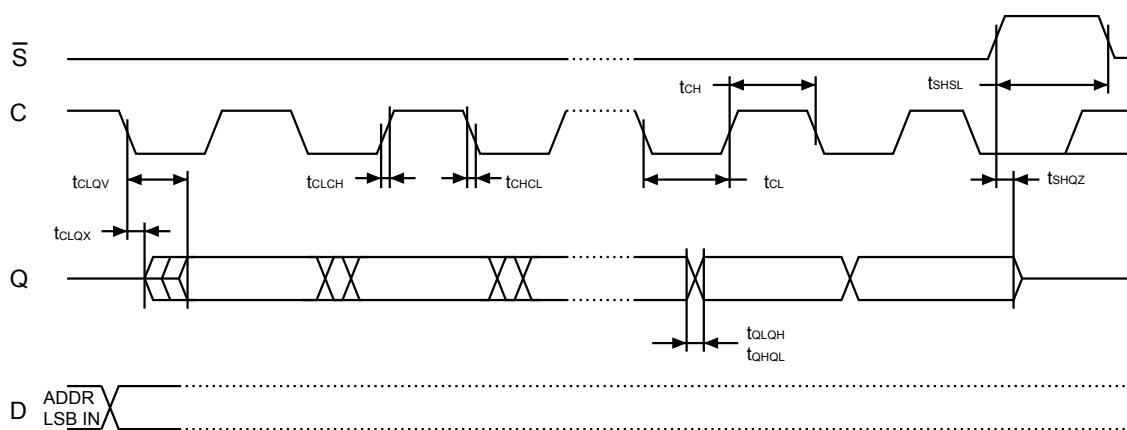 S̅
tCH
tSHSL
C
tCLQV
tCLCH
tCHCL
tCL
tSHQZ
tCLQX
Q
tQLQH
tQHQL
D
ADDR
LSB IN